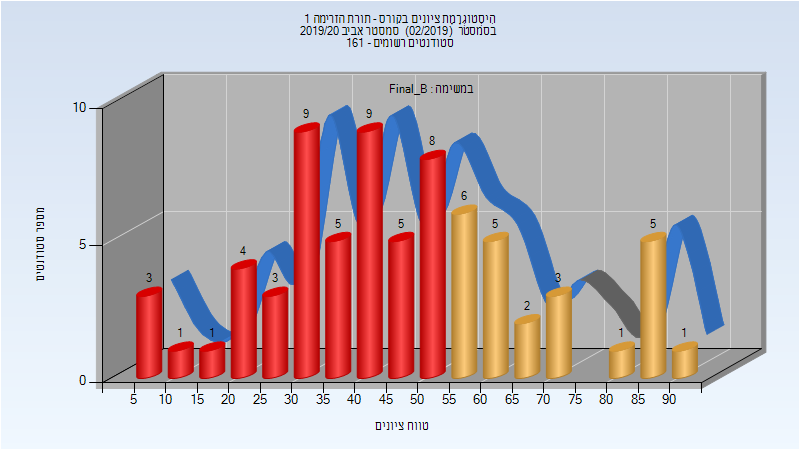 היסטוגרמת ציונים בקורס - תורת הזרימה 1
בסמסטר (02/2019) סמסטר אביב 2019/20
סטודנטים רשומים - 161
במשימה : Final_B
מספר סטודנטים
10
5
0
3
1
1
4
3
9
5
9
5
8
6
5
2
3
1
5
1
5 10 15 20 25 30 35 40 45 50 55 60 65 70 75 80 85 90
טווח ציונים